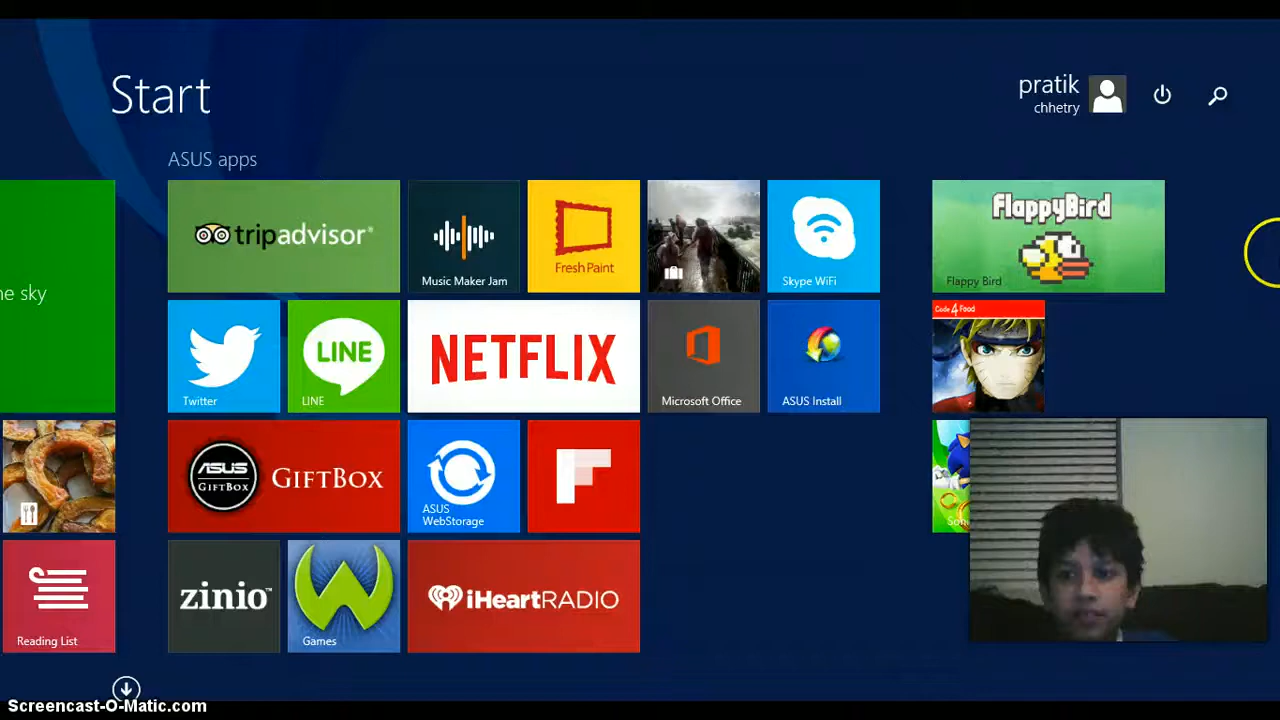 Start
pratik
chhetry
ASUS apps
he sky
tripadvisor®
Music Maker Jam
Fresh Paint
Skype WiFi
FlappyBird
Flappy Bird
Twitter
LINE
LINE
NETFLIX
Microsoft Office
ASUS Install
Code 4 Food
ASUS
GIFTBOX
GIFTBOX
ASUS
WebStorage
Son
Reading List
zinio™
Games
iHeartRADIO
Screencast-O-Matic.com